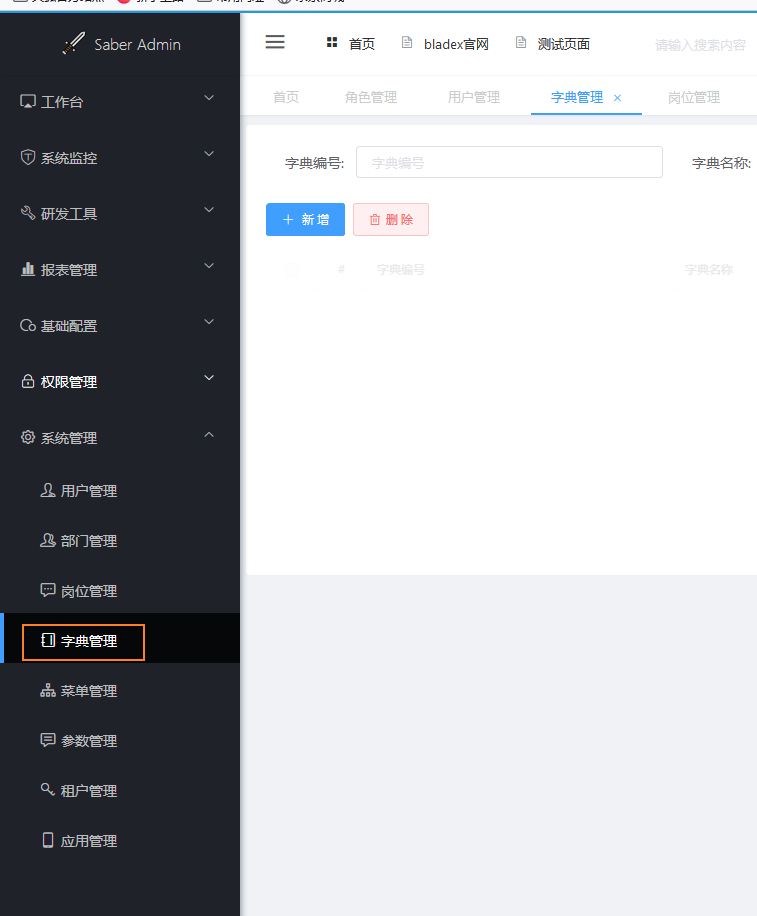 Saber Admin
首页
bladex官网
测试页面
请输入搜索内容
首页
角色管理
用户管理
字典管理
岗位管理
工作台
系统监控
研发工具
报表管理
基础配置
权限管理
系统管理
用户管理
部门管理
岗位管理
字典管理
菜单管理
参数管理
租户管理
应用管理
字典编号:
字典编号
字典名称:
新增
删除
#
字典编号
字典名称